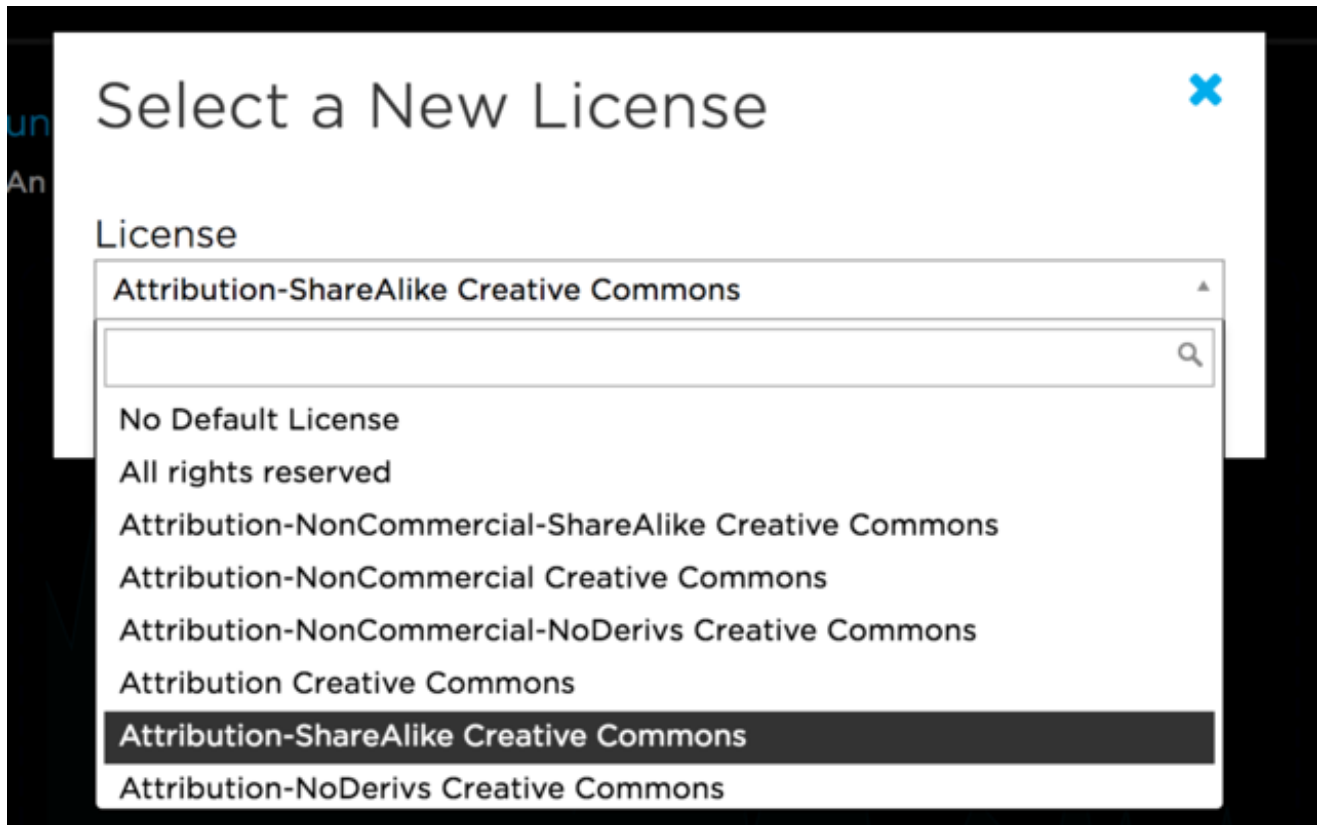 Select a New License
un
An
License
Attribution-ShareAlike Creative Commons
No Default License
All rights reserved
Attribution-NonCommercial-ShareAlike Creative Commons
Attribution-NonCommercial Creative Commons
Attribution-NonCommercial-NoDerivs Creative Commons
Attribution Creative Commons
Attribution-ShareAlike Creative Commons
Attribution-NoDerivs Creative Commons